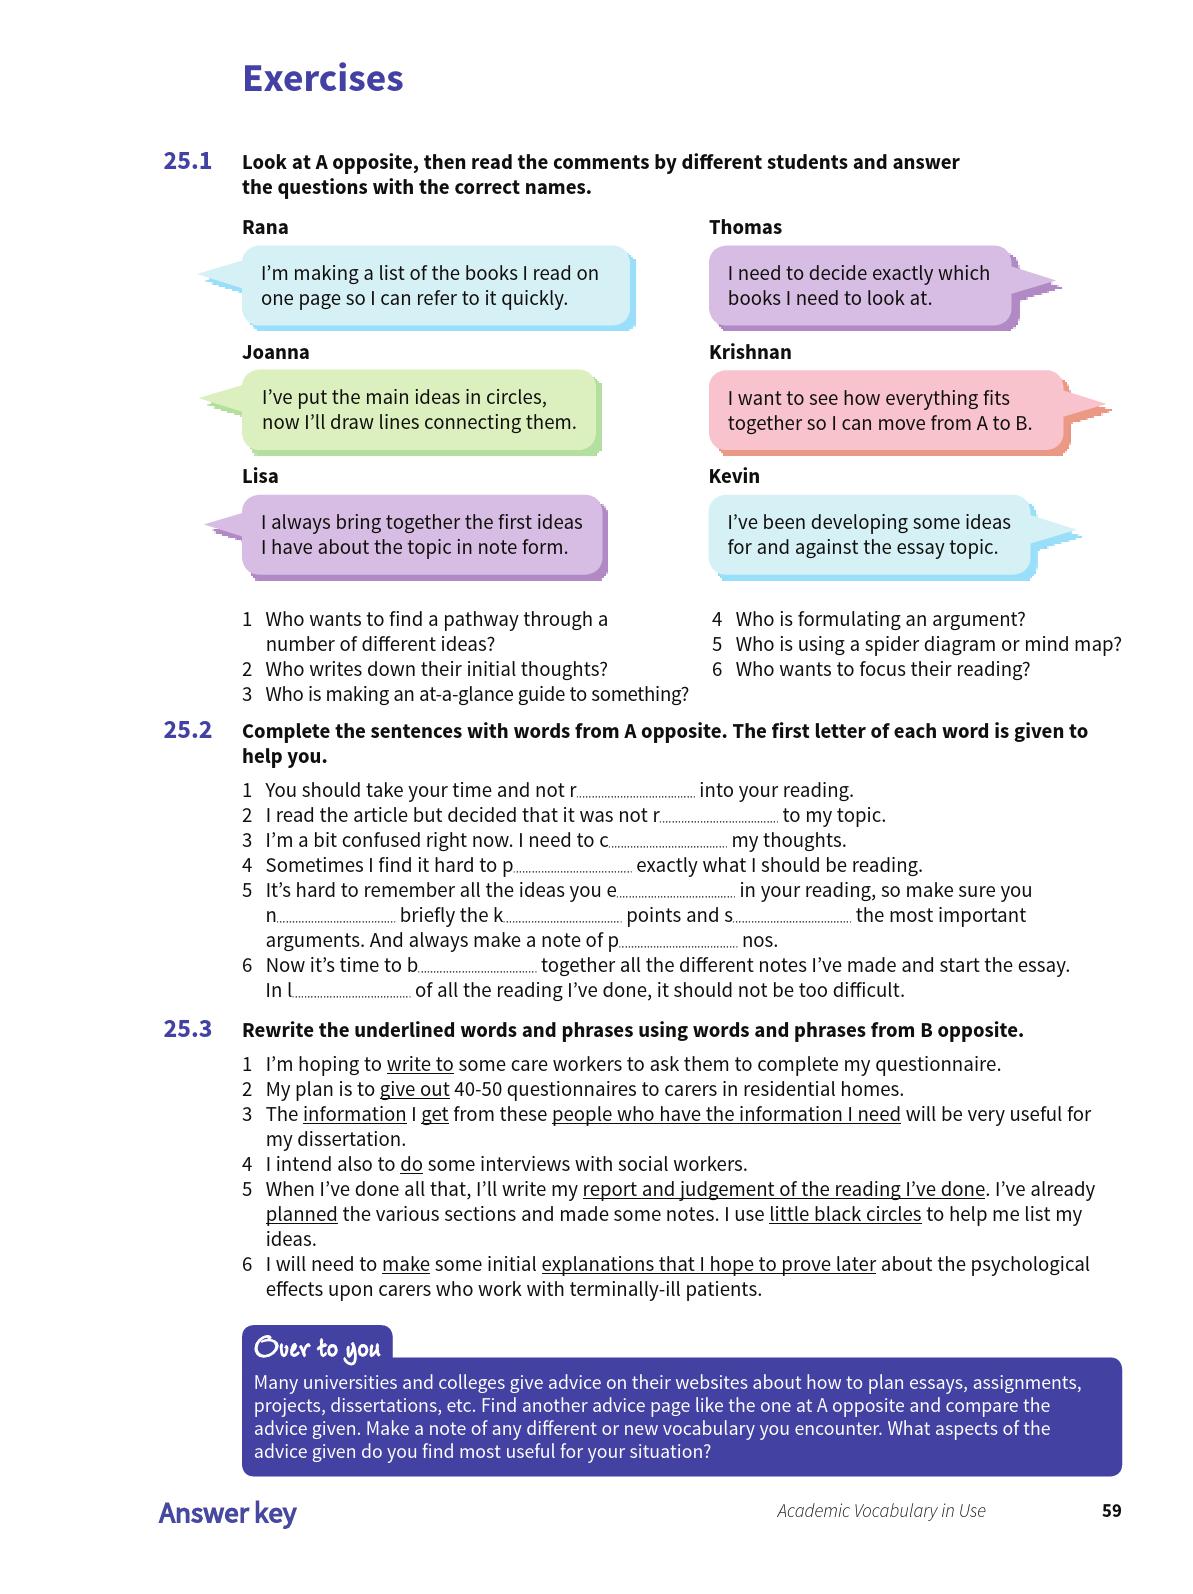 Exercises
25.1 Look at A opposite, then read the comments by different students and answer
the questions with the correct names.
Rana
I'm making a list of the books I read on
one page so I can refer to it quickly.
Thomas
I need to decide exactly which
books I need to look at.
Joanna
I've put the main ideas in circles,
now I'll draw lines connecting them.
Krishnan
I want to see how everything fits
together so I can move from A to B.
Lisa
I always bring together the first ideas
I have about the topic in note form.
Kevin
I've been developing some ideas
for and against the essay topic.
1 Who wants to find a pathway through a
number of different ideas?
2 Who writes down their initial thoughts?
3 Who is making an at-a-glance guide to something?
4 Who is formulating an argument?
5 Who is using a spider diagram or mind map?
6 Who wants to focus their reading?
25.2 Complete the sentences with words from A opposite. The first letter of each word is given to
help you.
1 You should take your time and not r.............................. into your reading.
2 I read the article but decided that it was not r.............................. to my topic.
3 I'm a bit confused right now. I need to c.............................. my thoughts.
4 Sometimes I find it hard to p.............................. exactly what I should be reading.
5 It's hard to remember all the ideas you e.............................. in your reading, so make sure you
n.............................. briefly the k.............................. points and s.............................. the most important
arguments. And always make a note of p.............................. nos.
6 Now it's time to b.............................. together all the different notes I've made and start the essay.
In l.............................. of all the reading I've done, it should not be too difficult.
25.3 Rewrite the underlined words and phrases using words and phrases from B opposite.
1 I'm hoping to write to some care workers to ask them to complete my questionnaire.
2 My plan is to give out 40-50 questionnaires to carers in residential homes.
3 The information I get from these people who have the information I need will be very useful for
my dissertation.
4 I intend also to do some interviews with social workers.
5 When I've done all that, I'll write my report and judgement of the reading I've done. I've already
planned the various sections and made some notes. I use little black circles to help me list my
ideas.
6 I will need to make some initial explanations that I hope to prove later about the psychological
effects upon carers who work with terminally-ill patients.
Over to you
Many universities and colleges give advice on their websites about how to plan essays, assignments,
projects, dissertations, etc. Find another advice page like the one at A opposite and compare the
advice given. Make a note of any different or new vocabulary you encounter. What aspects of the
advice given do you find most useful for your situation?
Answer key
Academic Vocabulary in Use 59